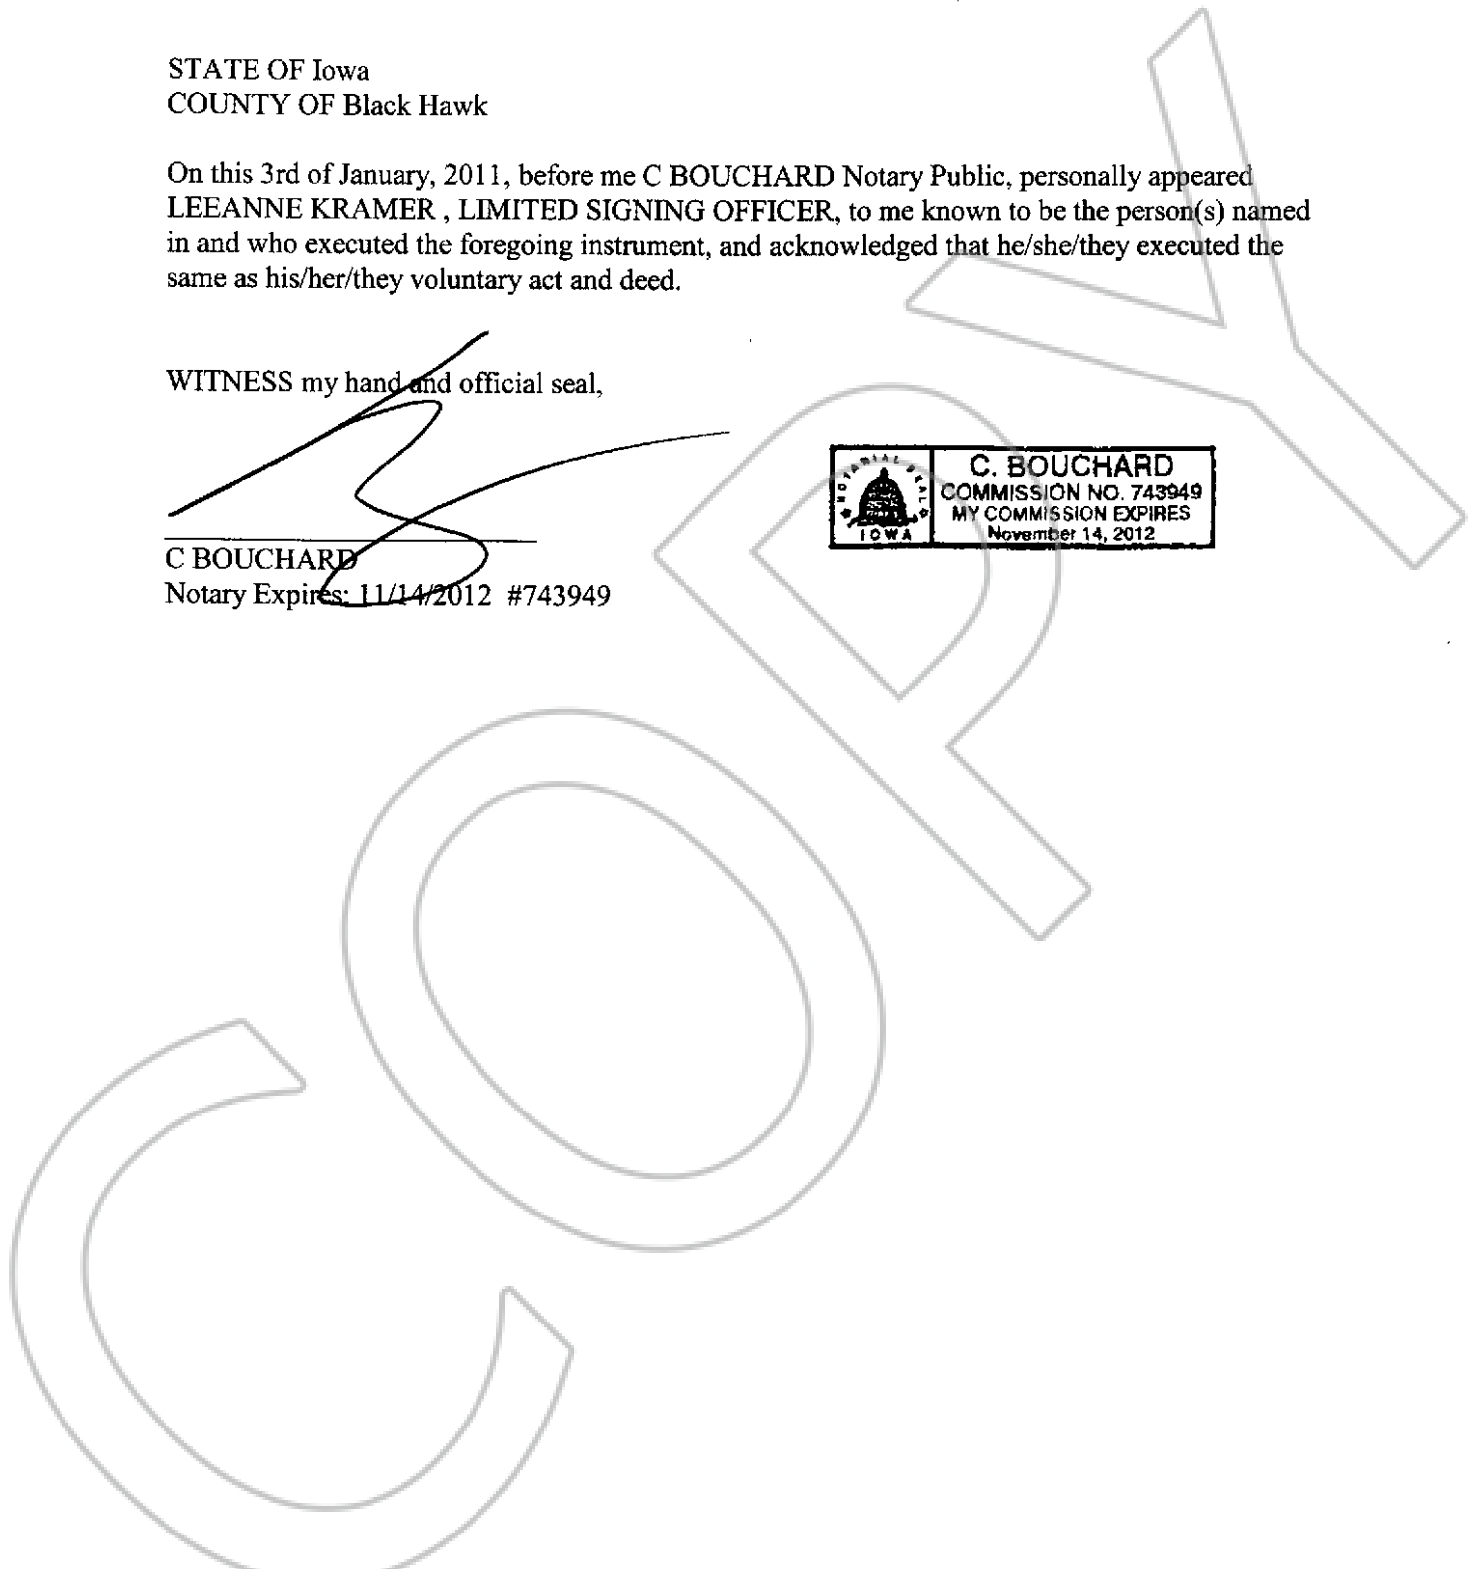 STATE OF Iowa
COUNTY OF Black Hawk
On this 3rd of January, 2011, before me C BOUCHARD Notary Public, personally appeared
LEEANNE KRAMER , LIMITED SIGNING OFFICER, to me known to be the person(s) named
in and who executed the foregoing instrument, and acknowledged that he/she/they executed the
same as his/her/they voluntary act and deed.
WITNESS my hand and official seal,
C BOUCHARD
Notary Expires: 11/14/2012 #743949
NOTARIAL SEAL
IOWA
C. BOUCHARD
COMMISSION NO. 743949
MY COMMISSION EXPIRES
November 14, 2012
COPY